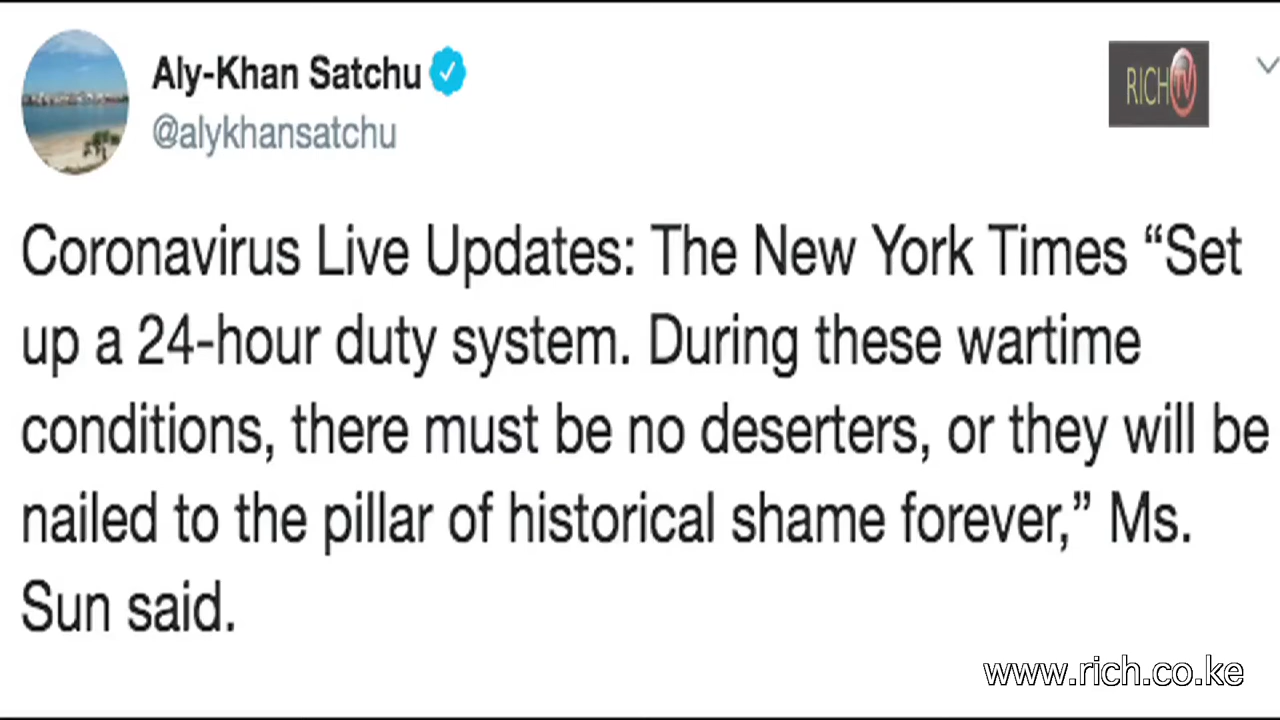 Aly-Khan Satchu
@alykhansatchu
RICH TV
Coronavirus Live Updates: The New York Times “Set
up a 24-hour duty system. During these wartime
conditions, there must be no deserters, or they will be
nailed to the pillar of historical shame forever,” Ms.
Sun said.
www.rich.co.ke